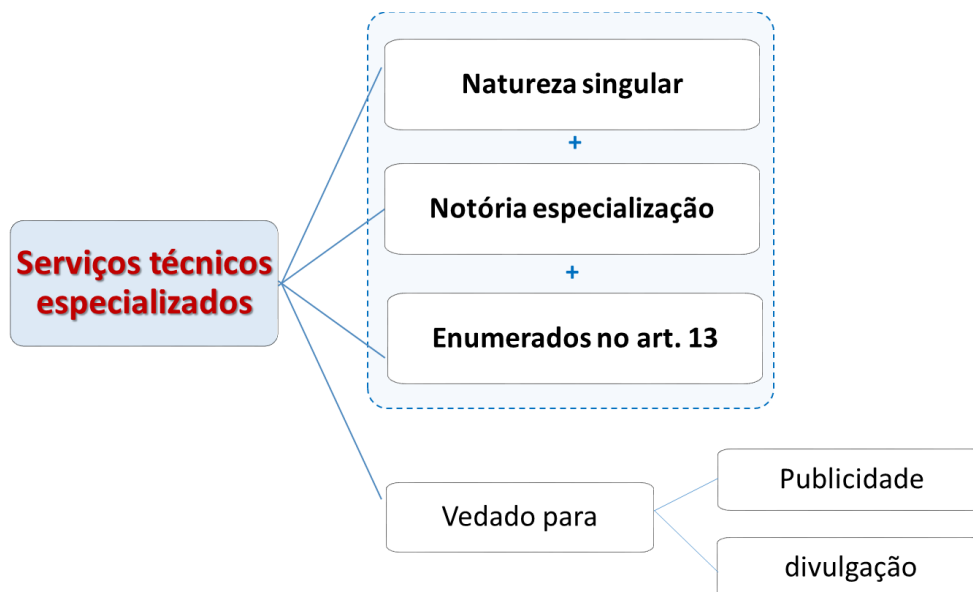 Natureza singular
+
Notória especialização
+
Enumerados no art. 13
Serviços técnicos
especializados
Vedado para
Publicidade
divulgação